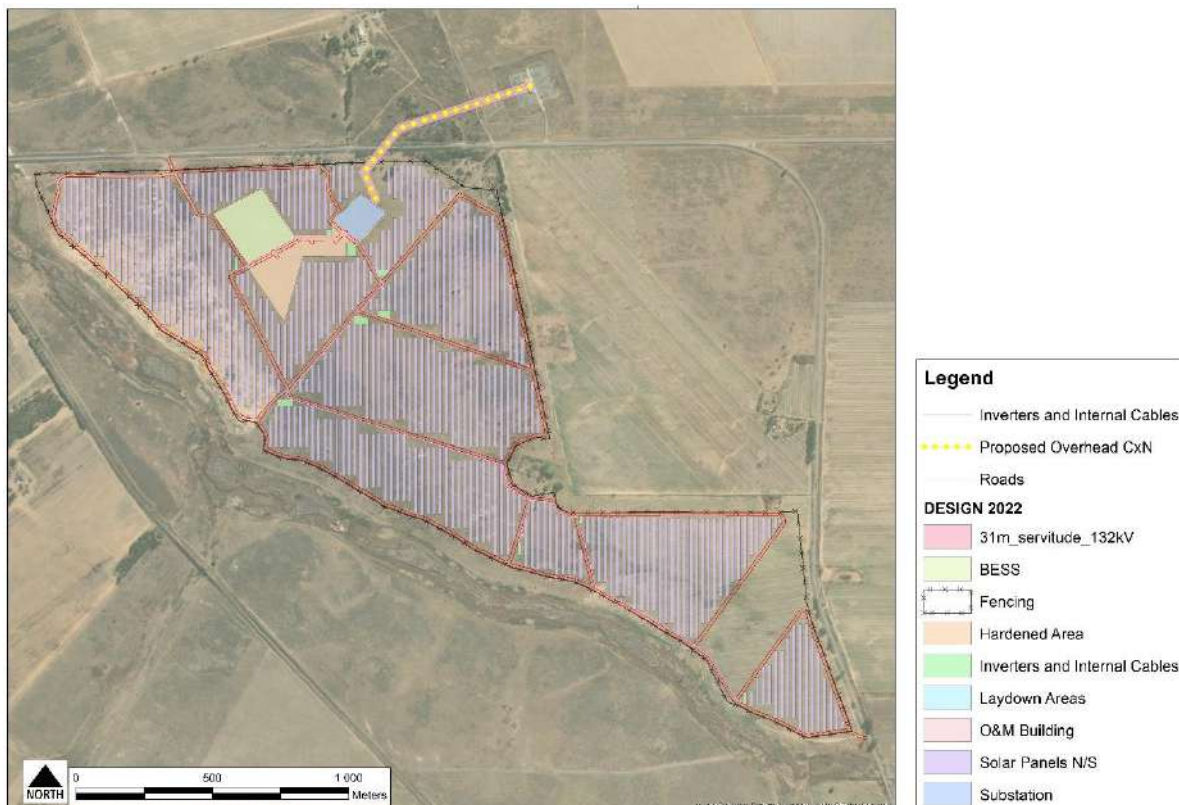 Legend
Inverters and Internal Cables
Proposed Overhead CxN
Roads
DESIGN 2022
31m_servitude_132kV
BESS
Fencing
Hardened Area
Inverters and Internal Cables
Laydown Areas
O&M Building
Solar Panels N/S
Substation
NORTH
0 500 1 000
Meters